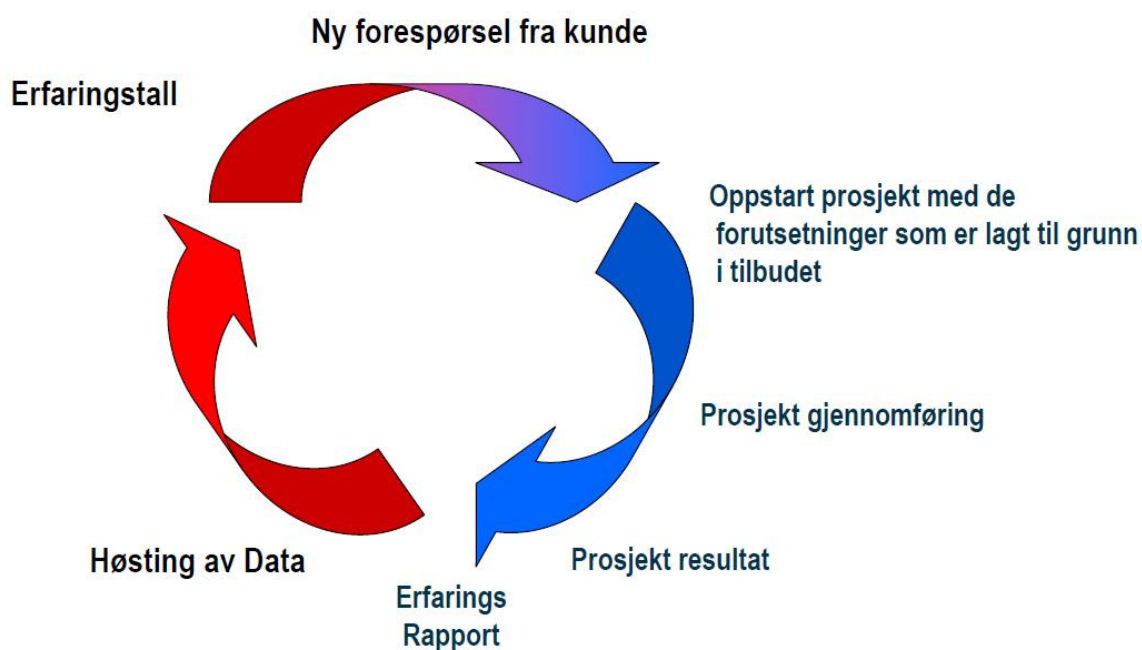 Ny forespørsel fra kunde
Erfaringstall
Oppstart prosjekt med de
forutsetninger som er lagt til grunn
i tilbudet
Prosjekt gjennomføring
Prosjekt resultat
Erfarings
Rapport
Høsting av Data